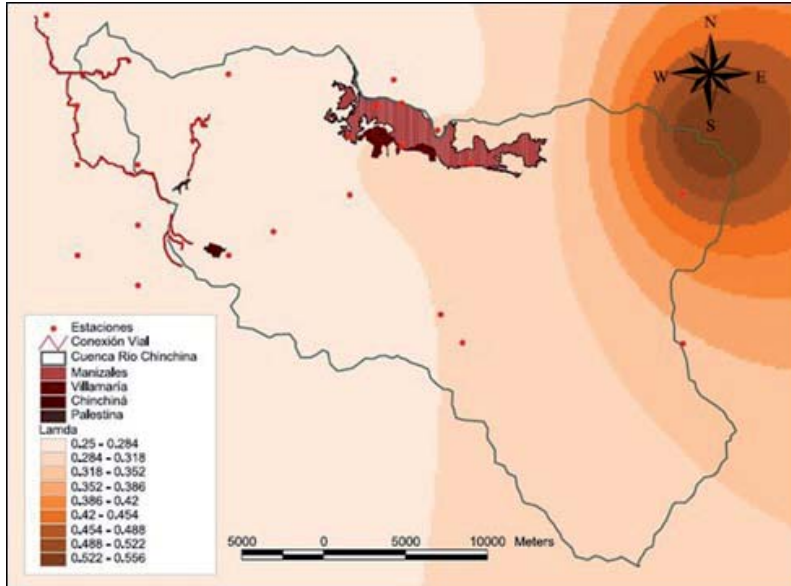 N
W E
S
Estaciones
Conexión Vial
Cuenca Rio Chinchina
Manizales
Villamaría
Chinchiná
Palestina
Lamda
0.25 - 0.284
0.284 - 0.318
0.318 - 0.352
0.352 - 0.386
0.386 - 0.42
0.42 - 0.454
0.454 - 0.488
0.488 - 0.522
0.522 - 0.556
5000 0 5000 10000 Meters